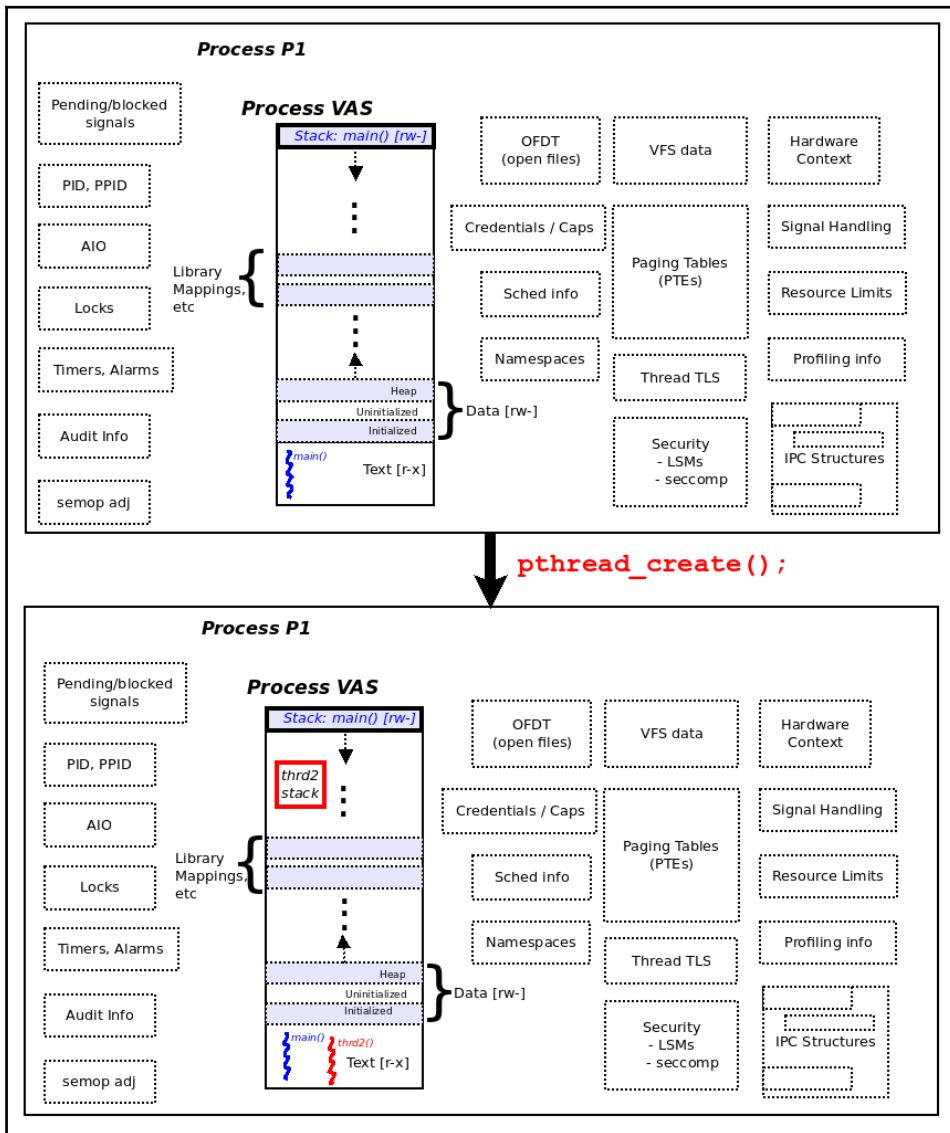 Process P1
Pending/blocked
signals
PID, PPID
AIO
Locks
Timers, Alarms
Audit Info
semop adj
Process VAS
Stack: main() [rw-]
Library
Mappings,
etc
Heap
Uninitialized
Initialized
Data [rw-]
main()
Text [r-x]
OFDT
(open files)
VFS data
Hardware
Context
Credentials / Caps
Paging Tables
(PTEs)
Signal Handling
Sched info
Resource Limits
Namespaces
Thread TLS
Profiling info
Security
- LSMs
- seccomp
IPC Structures
pthread_create();
Process P1
Pending/blocked
signals
PID, PPID
AIO
Locks
Timers, Alarms
Audit Info
semop adj
Process VAS
Stack: main() [rw-]
thrd2
stack
Library
Mappings,
etc
Heap
Uninitialized
Initialized
Data [rw-]
main()
thrd2()
Text [r-x]
OFDT
(open files)
VFS data
Hardware
Context
Credentials / Caps
Paging Tables
(PTEs)
Signal Handling
Sched info
Resource Limits
Namespaces
Thread TLS
Profiling info
Security
- LSMs
- seccomp
IPC Structures